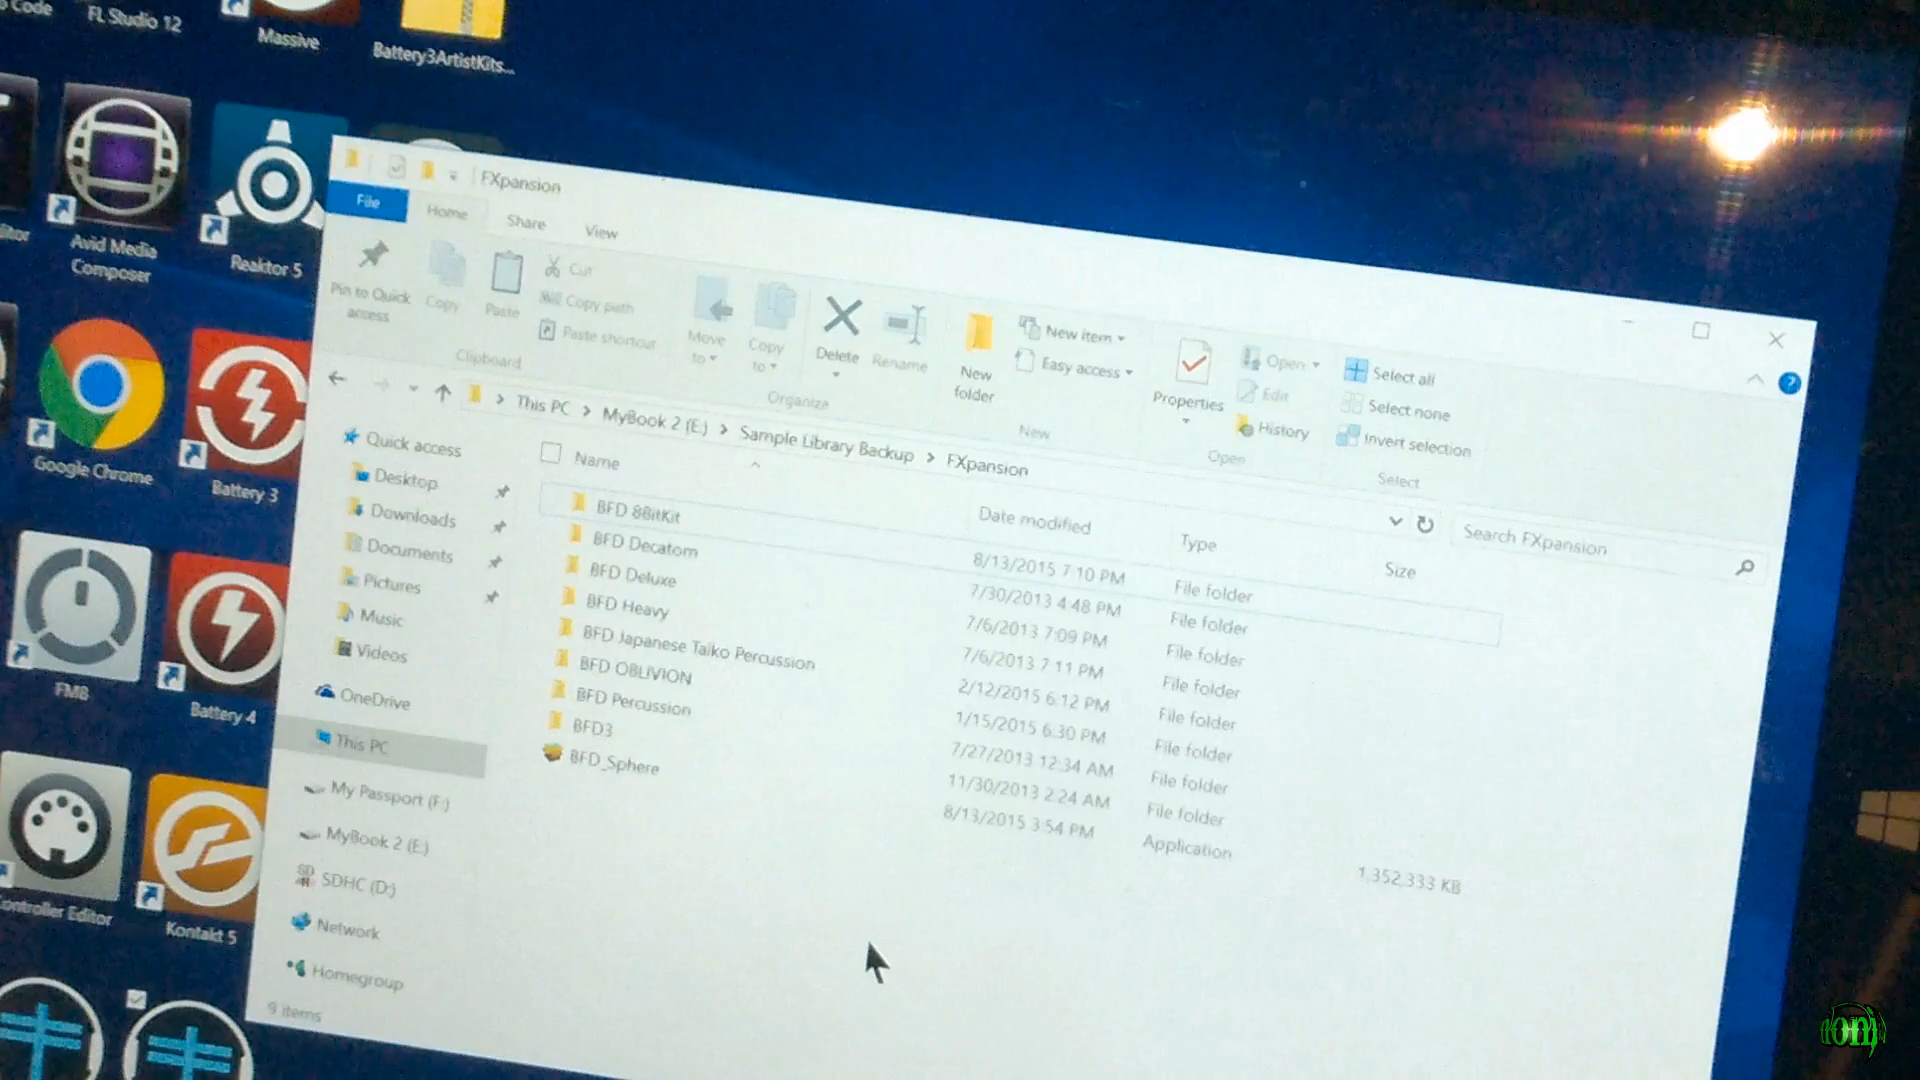 Code
FL Studio 12
Massive
Battery3ArtistKits...
Avid Media
Composer
Reaktor 5
Google Chrome
Battery 3
FM8
Battery 4
Controller Editor
Kontakt 5
FXpansion
File
Home
Share
View
Pin to Quick
access
Copy
Paste
Cut
Copy path
Paste shortcut
Clipboard
Move
to
Copy
to
Delete
Rename
Organize
New
folder
New item
Easy access
New
Properties
Open
Edit
History
Open
Select all
Select none
Invert selection
Select
This PC > MyBook 2 (E:) > Sample Library Backup > FXpansion
Search FXpansion
Quick access
Desktop
Downloads
Documents
Pictures
Music
Videos
OneDrive
This PC
My Passport (F:)
MyBook 2 (E:)
SDHC (D:)
Network
Homegroup
9 items
Name Date modified Type Size
BFD 8BitKit 8/13/2015 7:10 PM File folder
BFD Decatom 7/30/2013 4:48 PM File folder
BFD Deluxe 7/6/2013 7:09 PM File folder
BFD Heavy 7/6/2013 7:11 PM File folder
BFD Japanese Taiko Percussion 2/12/2015 6:12 PM File folder
BFD OBLIVION 1/15/2015 6:30 PM File folder
BFD Percussion 7/27/2013 12:34 AM File folder
BFD3 11/30/2013 2:24 AM File folder
BFD_Sphere 8/13/2015 3:54 PM Application 1,352,333 KB